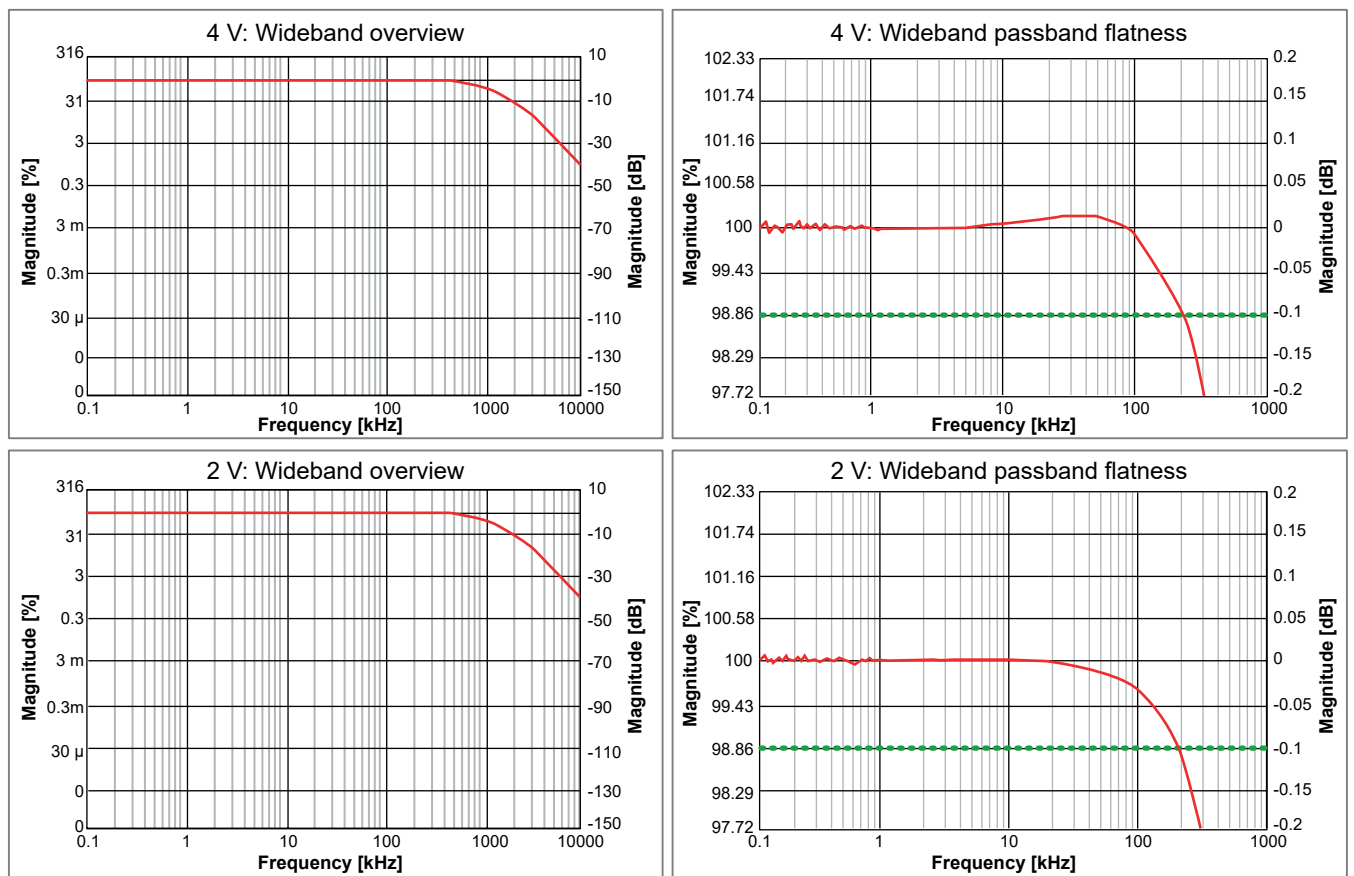 4 V: Wideband overview
316
31
3
0.3
3 m
0.3m
30 µ
0
0
Magnitude [%]
10
-10
-30
-50
-70
-90
-110
-130
-150
Magnitude [dB]
0.1 1 10 100 1000 10000
Frequency [kHz]
4 V: Wideband passband flatness
102.33
101.74
101.16
100.58
100
99.43
98.86
98.29
97.72
Magnitude [%]
0.2
0.15
0.1
0.05
0
-0.05
-0.1
-0.15
-0.2
Magnitude [dB]
0.1 1 10 100 1000
Frequency [kHz]
2 V: Wideband overview
316
31
3
0.3
3 m
0.3m
30 µ
0
0
Magnitude [%]
10
-10
-30
-50
-70
-90
-110
-130
-150
Magnitude [dB]
0.1 1 10 100 1000 10000
Frequency [kHz]
2 V: Wideband passband flatness
102.33
101.74
101.16
100.58
100
99.43
98.86
98.29
97.72
Magnitude [%]
0.2
0.15
0.1
0.05
0
-0.05
-0.1
-0.15
-0.2
Magnitude [dB]
0.1 1 10 100 1000
Frequency [kHz]